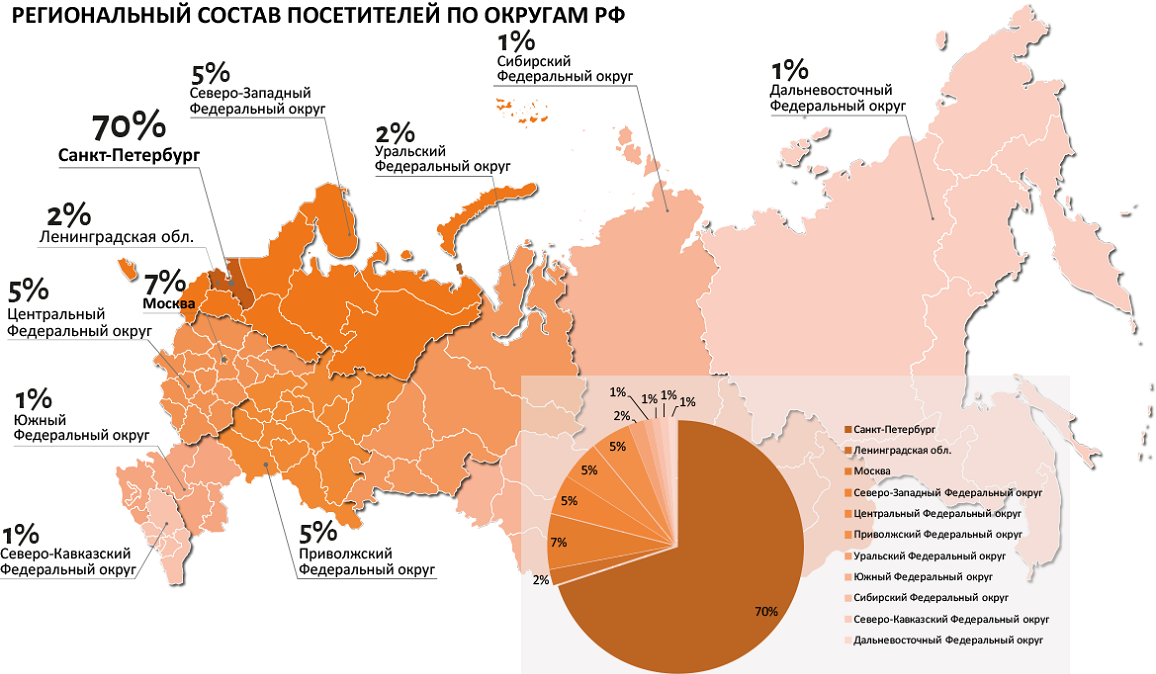 РЕГИОНАЛЬНЫЙ СОСТАВ ПОСЕТИТЕЛЕЙ ПО ОКРУГАМ РФ
1%
Сибирский
Федеральный округ
5%
Северо-Западный
Федеральный округ
1%
Дальневосточный
Федеральный округ
70%
Санкт-Петербург
2%
Уральский
Федеральный округ
2%
Ленинградская обл.
7%
Москва
5%
Центральный
Федеральный округ
1%
Южный
Федеральный округ
1%
Северо-Кавказский
Федеральный округ
5%
Приволжский
Федеральный округ
1%
1%
1%
1%
2%
5%
5%
5%
7%
2%
70%
Санкт-Петербург
Ленинградская обл.
Москва
Северо-Западный Федеральный округ
Центральный Федеральный округ
Приволжский Федеральный округ
Уральский Федеральный округ
Южный Федеральный округ
Сибирский Федеральный округ
Северо-Кавказский Федеральный округ
Дальневосточный Федеральный округ